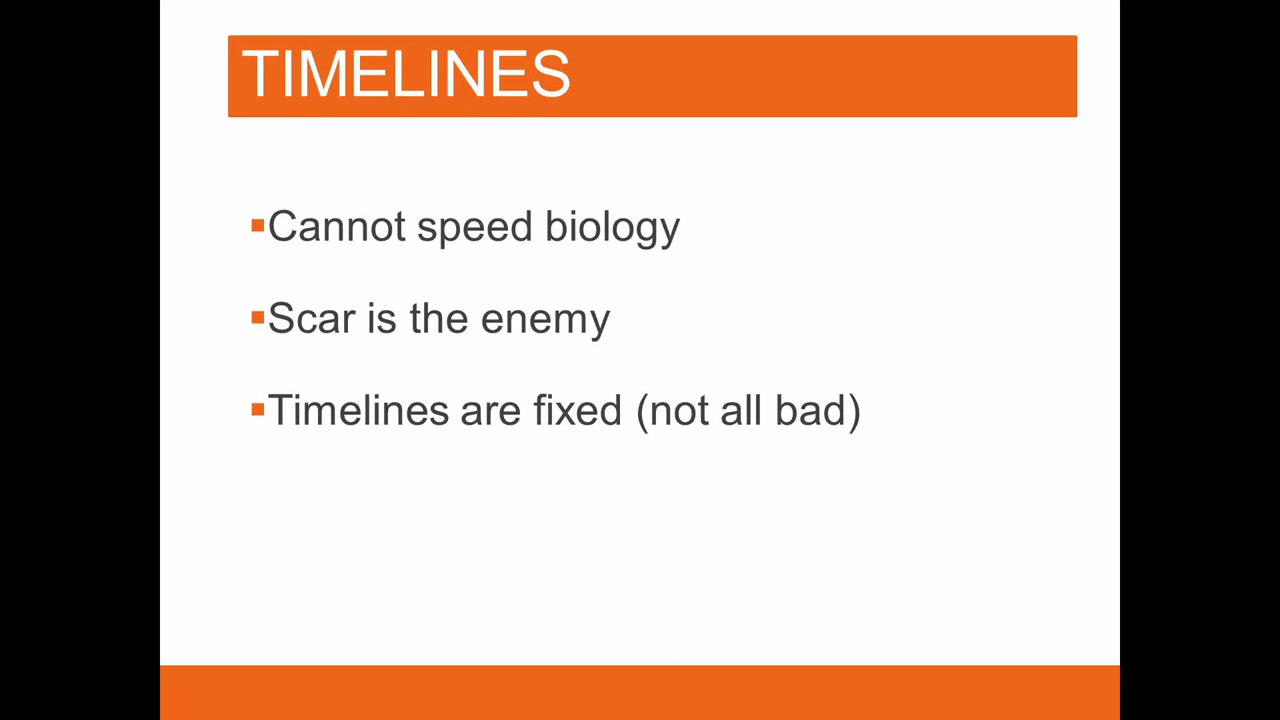 TIMELINES
▪Cannot speed biology
▪Scar is the enemy
▪Timelines are fixed (not all bad)